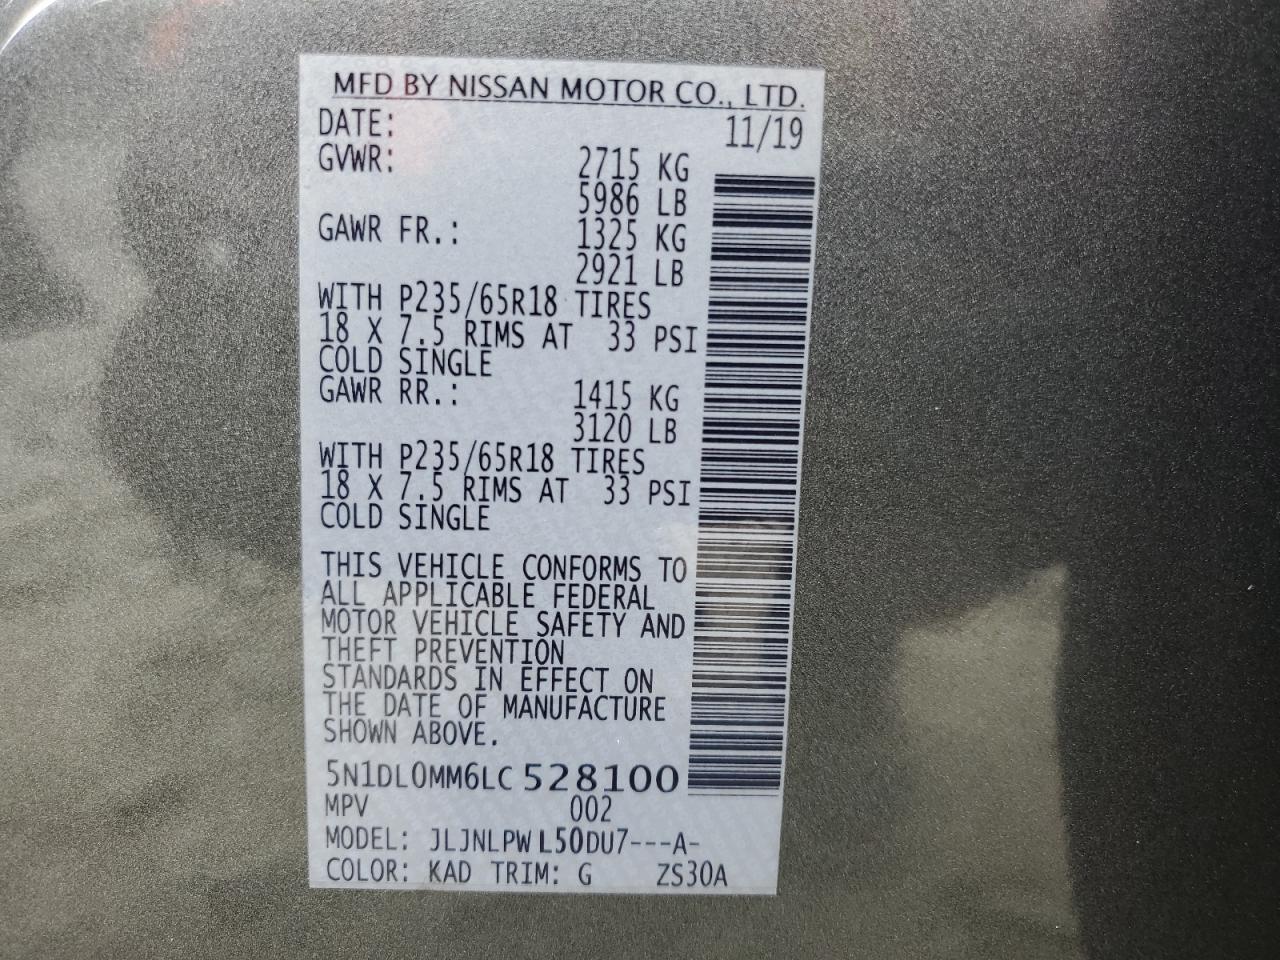 MFD BY NISSAN MOTOR CO., LTD.
DATE: 11/19
GVWR: 2715 KG
5986 LB
GAWR FR.: 1325 KG
2921 LB
WITH P235/65R18 TIRES
18 X 7.5 RIMS AT 33 PSI
COLD SINGLE
GAWR RR.: 1415 KG
3120 LB
WITH P235/65R18 TIRES
18 X 7.5 RIMS AT 33 PSI
COLD SINGLE
THIS VEHICLE CONFORMS TO
ALL APPLICABLE FEDERAL
MOTOR VEHICLE SAFETY AND
THEFT PREVENTION
STANDARDS IN EFFECT ON
THE DATE OF MANUFACTURE
SHOWN ABOVE.
5N1DL0MM6LC 528100
MPV 002
MODEL: JLJNLPW L50DU7---A-
COLOR: KAD TRIM: G ZS30A